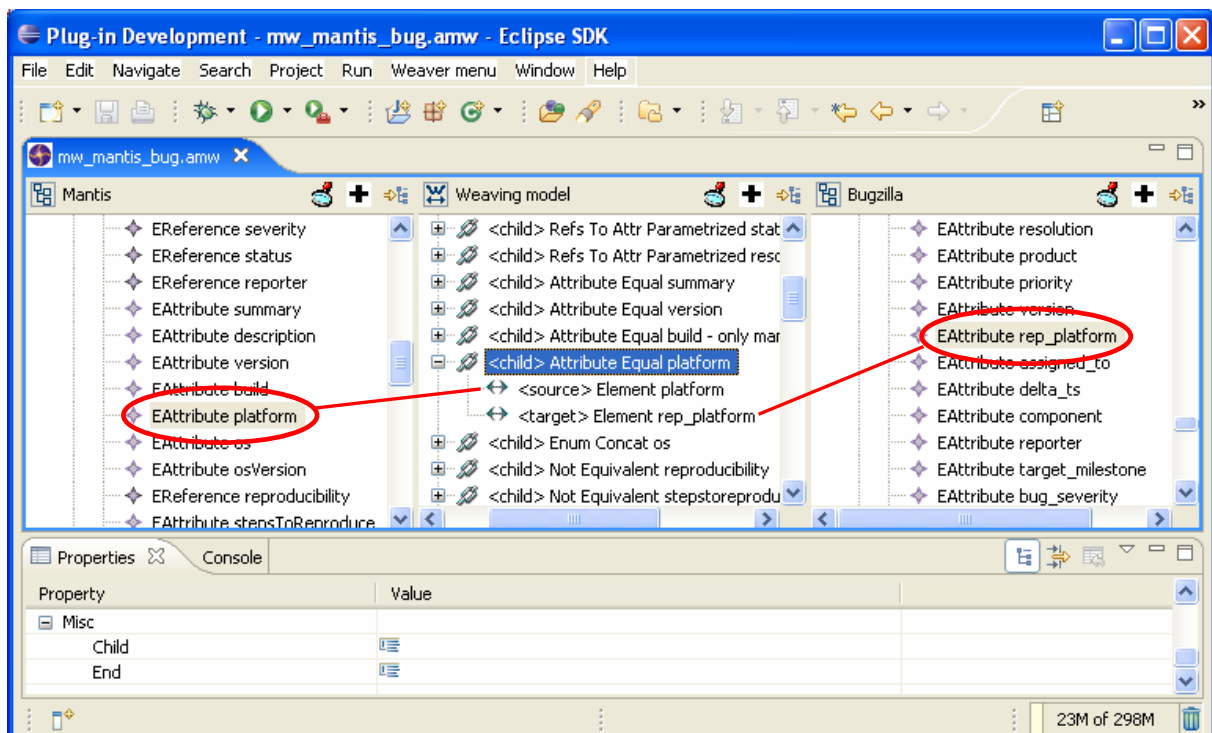 Plug-in Development - mw_mantis_bug.amw - Eclipse SDK
File Edit Navigate Search Project Run Weaver menu Window Help
mw_mantis_bug.amw
Mantis
EReference severity
EReference status
EReference reporter
EAttribute summary
EAttribute description
EAttribute version
EAttribute build
EAttribute platform
EAttribute os
EAttribute osVersion
EReference reproducibility
EAttribute stepsToReproduce
Weaving model
<child> Refs To Attr Parametrized stat
<child> Refs To Attr Parametrized resc
<child> Attribute Equal summary
<child> Attribute Equal version
<child> Attribute Equal build - only mar
<child> Attribute Equal platform
<source> Element platform
<target> Element rep_platform
<child> Enum Concat os
<child> Not Equivalent reproducibility
<child> Not Equivalent stepstoreprodu
Bugzilla
EAttribute resolution
EAttribute product
EAttribute priority
EAttribute version
EAttribute rep_platform
EAttribute assigned_to
EAttribute delta_ts
EAttribute component
EAttribute reporter
EAttribute target_milestone
EAttribute bug_severity
Properties Console
Property Value
Misc
Child
End
23M of 298M